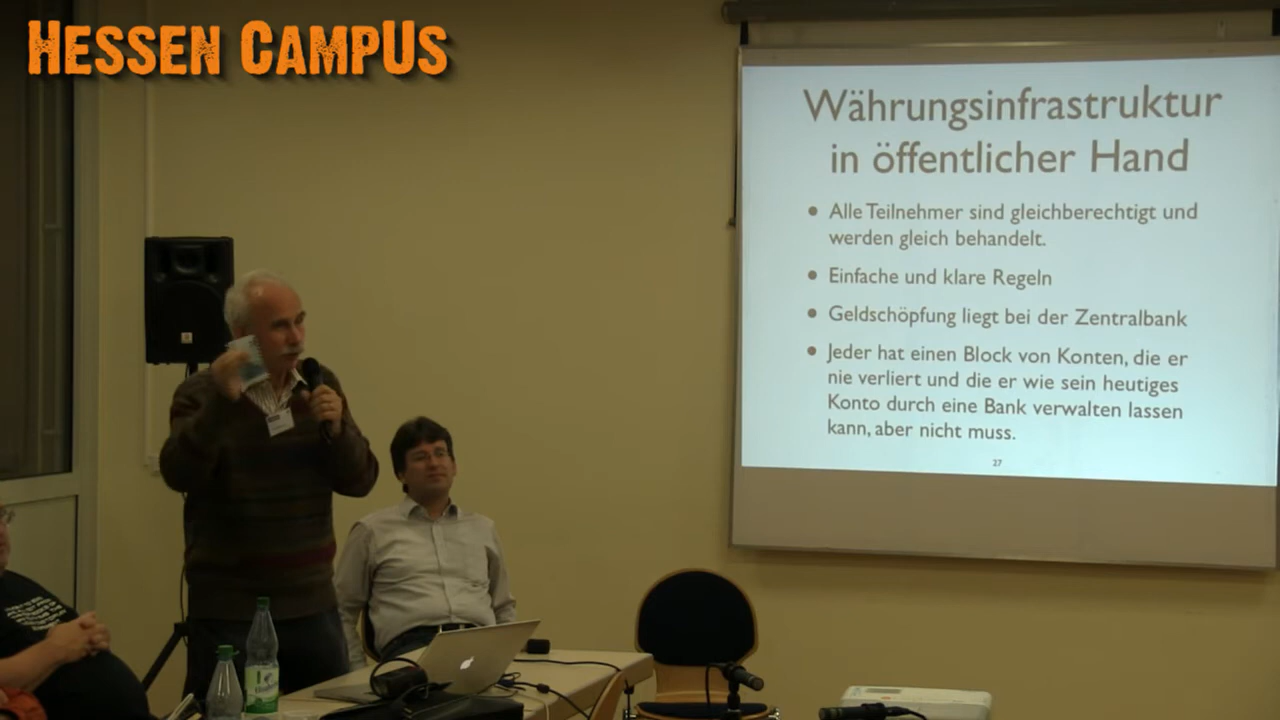 HESSEN CAMPUS
Währungsinfrastruktur
in öffentlicher Hand
• Alle Teilnehmer sind gleichberechtigt und
werden gleich behandelt.
• Einfache und klare Regeln
• Geldschöpfung liegt bei der Zentralbank
• Jeder hat einen Block von Konten, die er
nie verliert und die er wie sein heutiges
Konto durch eine Bank verwalten lassen
kann, aber nicht muss.
27